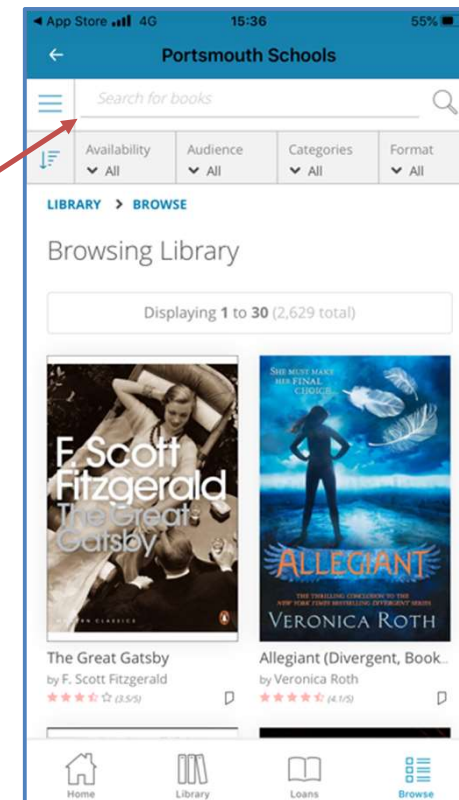 App Store 4G 15:36 55%
Portsmouth Schools
Search for books
Availability Audience Categories Format
All All All All
LIBRARY > BROWSE
Browsing Library
Displaying 1 to 30 (2,629 total)
F. Scott
Fitzgerald
The Great
Gatsby
MODERN CLASSICS
SHE MUST MAKE
HER FINAL
CHOICE
ALLEGIANT
THE THRILLING CONCLUSION TO THE
NEW YORK TIMES BESTSELLING DIVERGENT SERIES
VERONICA ROTH
The Great Gatsby
by F. Scott Fitzgerald
(3.5/5)
Allegiant (Divergent, Book..
by Veronica Roth
(4.1/5)
Home Library Loans Browse